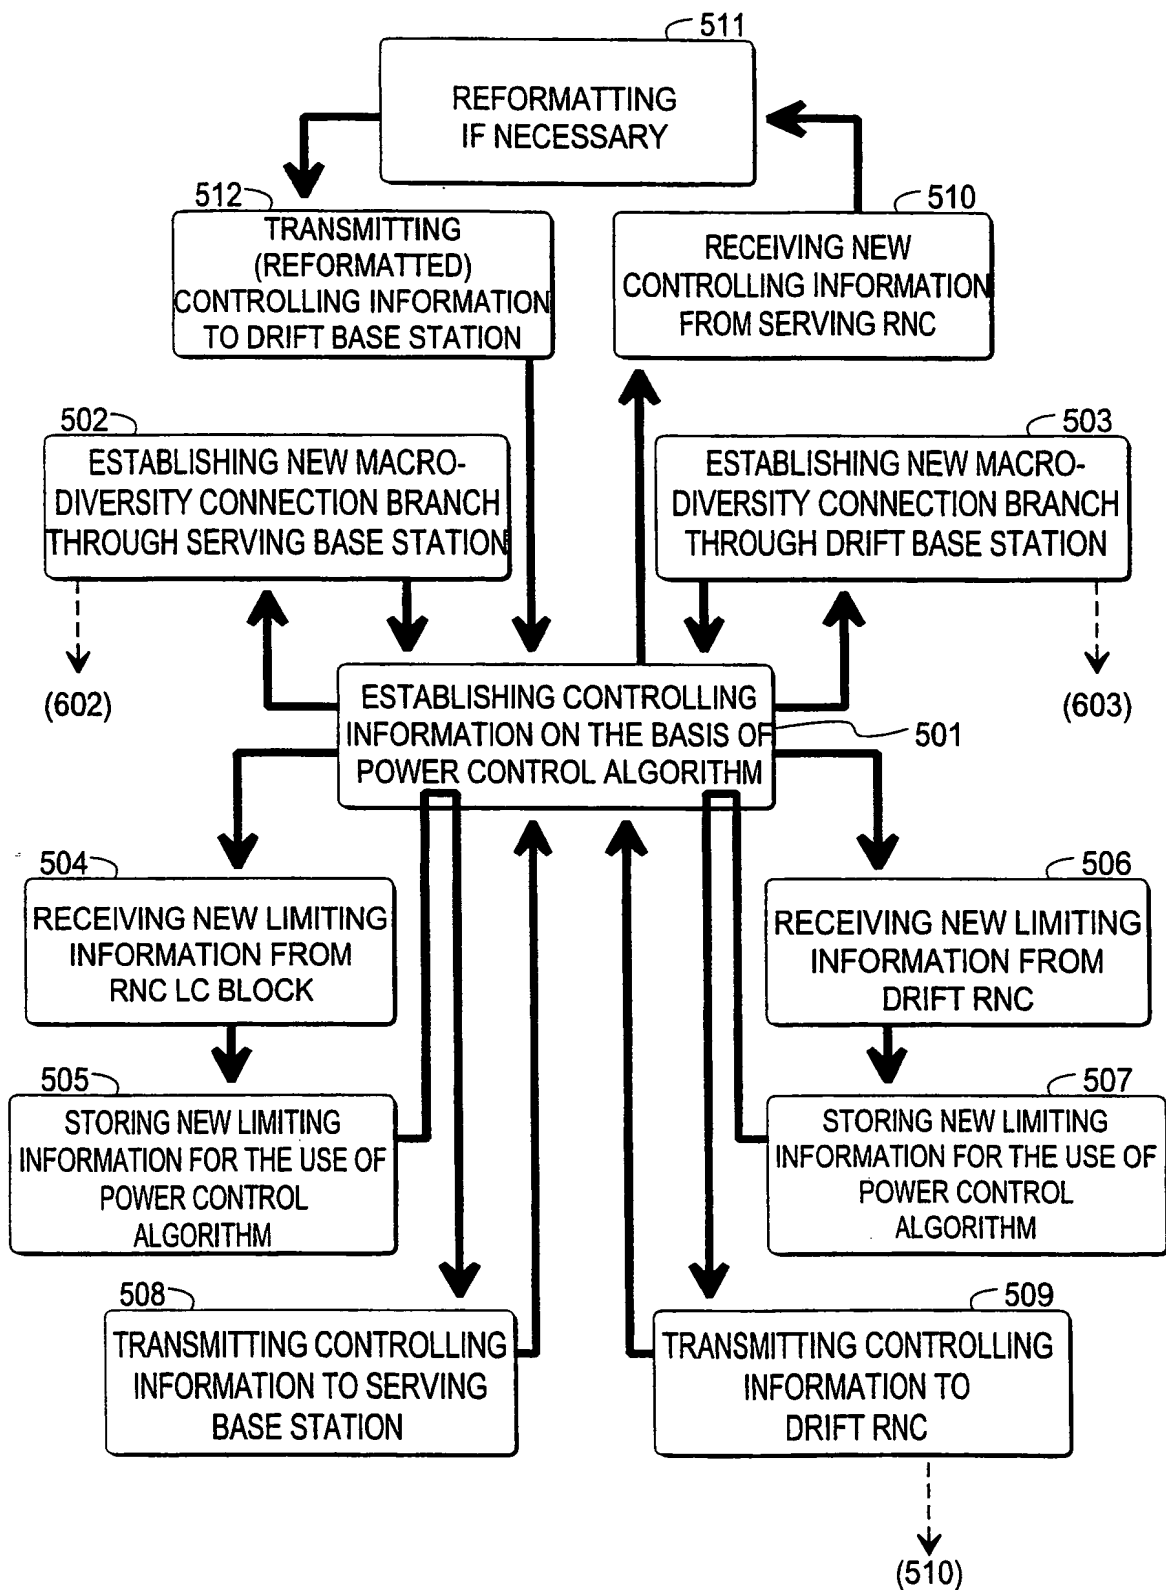 511
REFORMATTING
IF NECESSARY
512
TRANSMITTING
(REFORMATTED)
CONTROLLING INFORMATION
TO DRIFT BASE STATION
510
RECEIVING NEW
CONTROLLING INFORMATION
FROM SERVING RNC
502
ESTABLISHING NEW MACRO-
DIVERSITY CONNECTION BRANCH
THROUGH SERVING BASE STATION
503
ESTABLISHING NEW MACRO-
DIVERSITY CONNECTION BRANCH
THROUGH DRIFT BASE STATION
(602)
(603)
ESTABLISHING CONTROLLING
INFORMATION ON THE BASIS OF
POWER CONTROL ALGORITHM
501
504
RECEIVING NEW LIMITING
INFORMATION FROM
RNC LC BLOCK
506
RECEIVING NEW LIMITING
INFORMATION FROM
DRIFT RNC
505
STORING NEW LIMITING
INFORMATION FOR THE USE OF
POWER CONTROL
ALGORITHM
507
STORING NEW LIMITING
INFORMATION FOR THE USE OF
POWER CONTROL
ALGORITHM
508
TRANSMITTING CONTROLLING
INFORMATION TO SERVING
BASE STATION
509
TRANSMITTING CONTROLLING
INFORMATION TO
DRIFT RNC
(510)